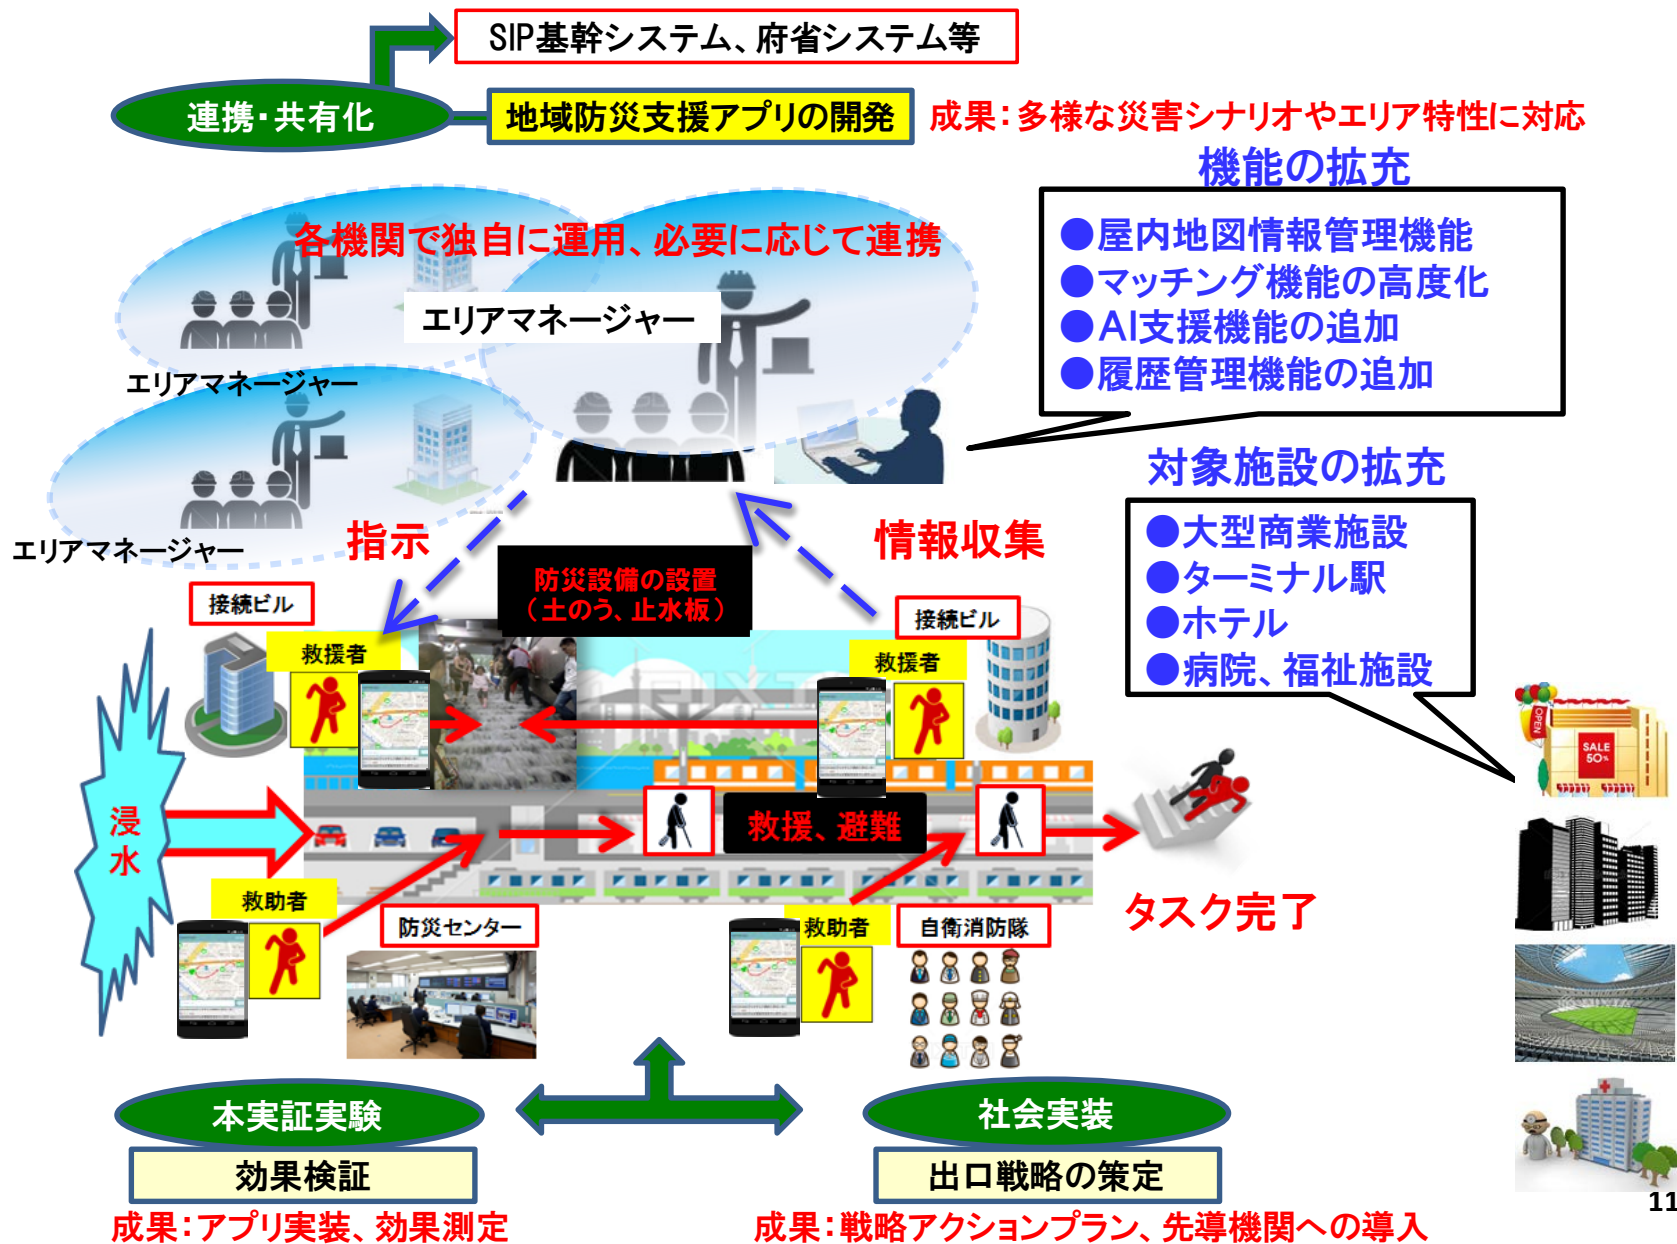 SIP基幹システム、府省システム等
連携・共有化
地域防災支援アプリの開発
成果：多様な災害シナリオやエリア特性に対応
機能の拡充
●屋内地図情報管理機能
●マッチング機能の高度化
●AI支援機能の追加
●履歴管理機能の追加
各機関で独自に運用、必要に応じて連携
エリアマネージャー
エリアマネージャー
エリアマネージャー
対象施設の拡充
●大型商業施設
●ターミナル駅
●ホテル
●病院、福祉施設
指示
情報収集
防災設備の設置
（土のう、止水板）
接続ビル
接続ビル
救援者
救援者
浸
水
救援、避難
OPEN
SALE
50%
タスク完了
救助者
防災センター
救助者
自衛消防隊
本実証実験
社会実装
効果検証
出口戦略の策定
成果：アプリ実装、効果測定
成果：戦略アクションプラン、先導機関への導入
11